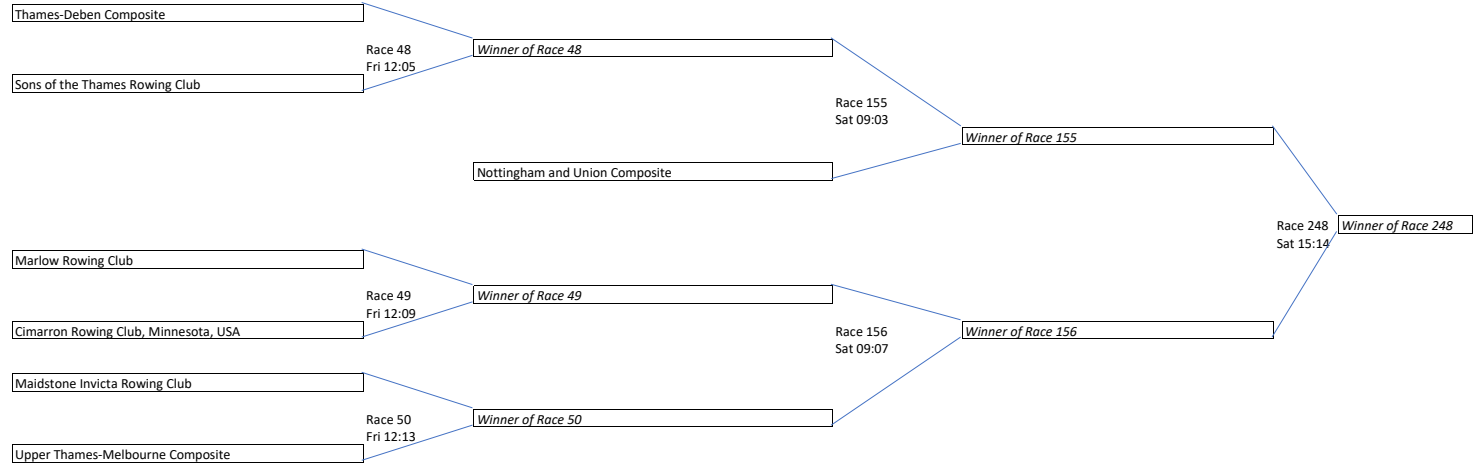 Thames-Deben Composite
Race 48
Fri 12:05
Winner of Race 48
Sons of the Thames Rowing Club
Race 155
Sat 09:03
Winner of Race 155
Nottingham and Union Composite
Race 248
Sat 15:14
Winner of Race 248
Marlow Rowing Club
Race 49
Fri 12:09
Winner of Race 49
Cimarron Rowing Club, Minnesota, USA
Race 156
Sat 09:07
Winner of Race 156
Maidstone Invicta Rowing Club
Race 50
Fri 12:13
Winner of Race 50
Upper Thames-Melbourne Composite